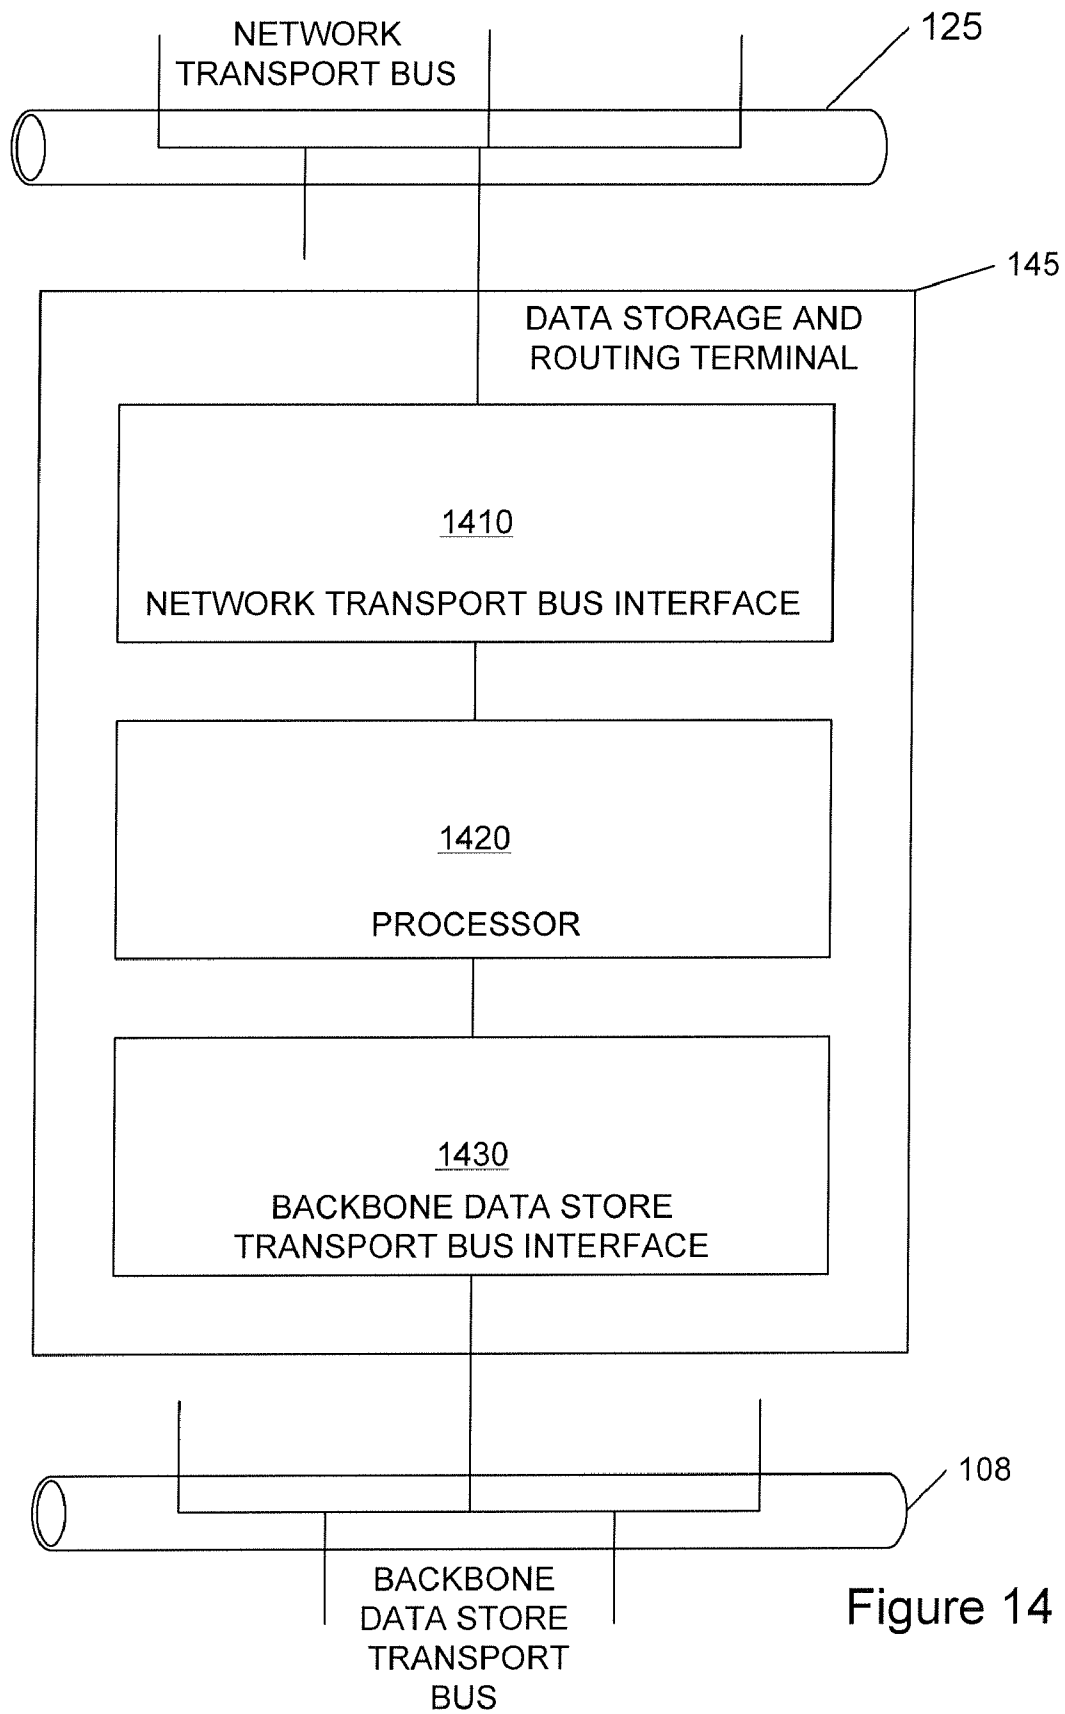 NETWORK
TRANSPORT BUS
125
145
DATA STORAGE AND
ROUTING TERMINAL
1410
NETWORK TRANSPORT BUS INTERFACE
1420
PROCESSOR
1430
BACKBONE DATA STORE
TRANSPORT BUS INTERFACE
108
BACKBONE
DATA STORE
TRANSPORT
BUS
Figure 14